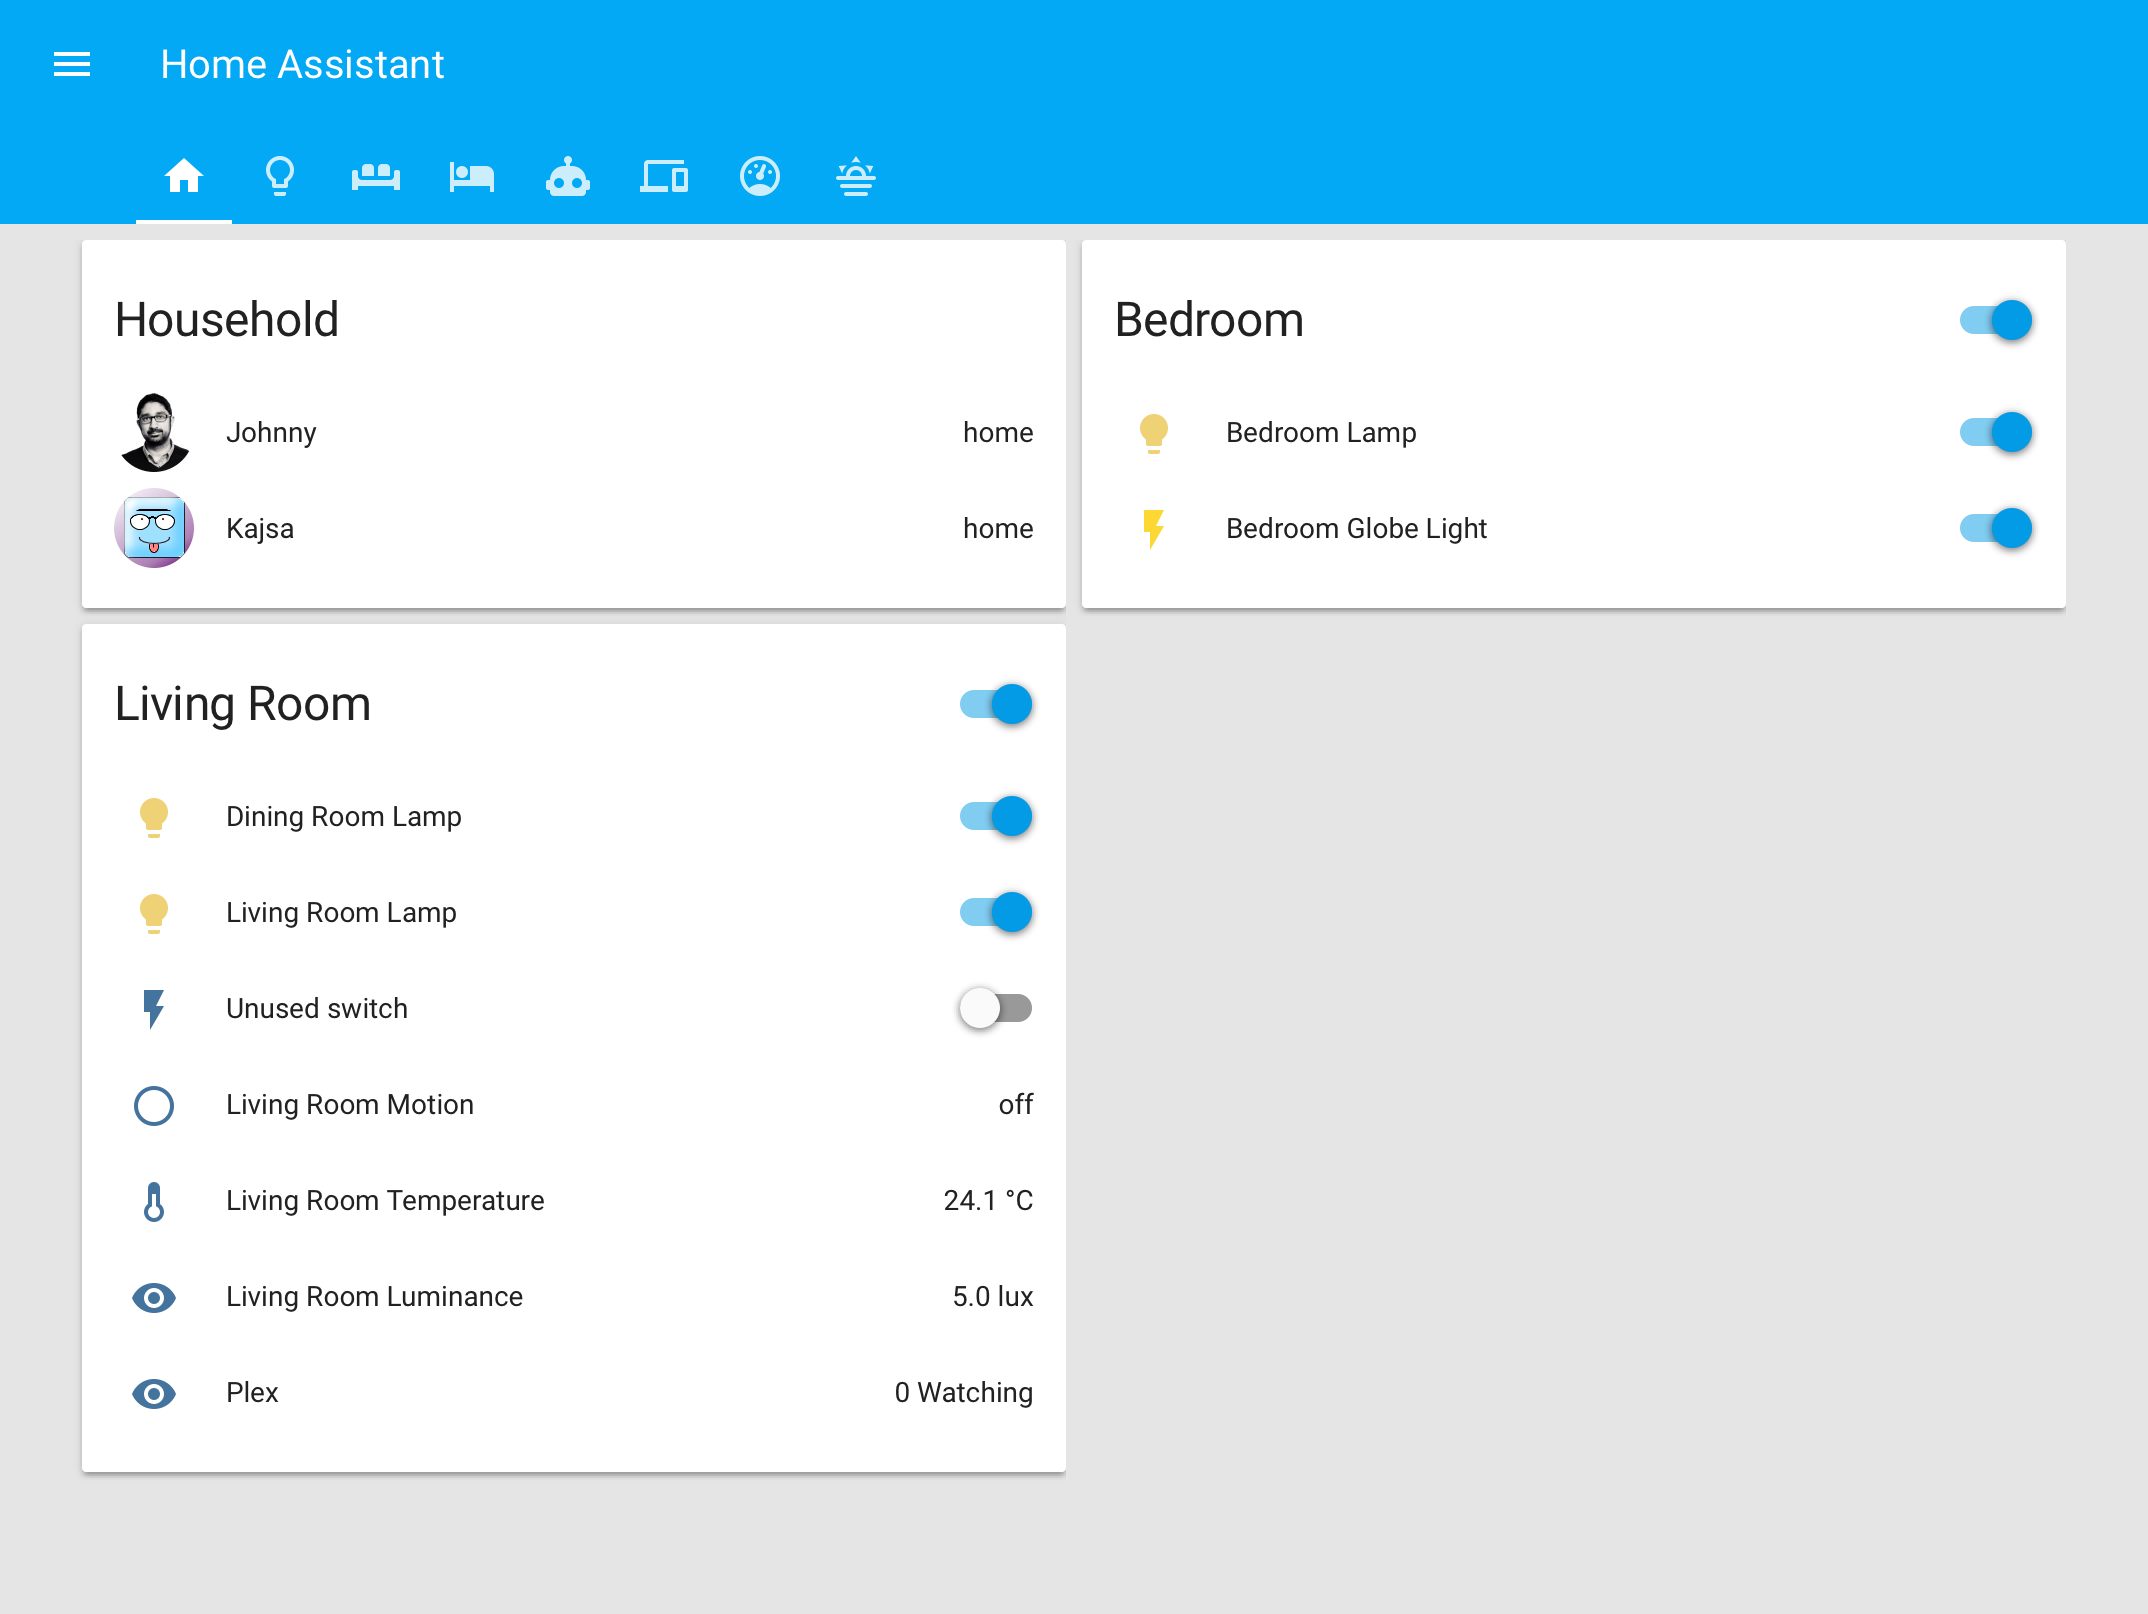 Home Assistant
Household
Johnny home
Kajsa home
Bedroom
Bedroom Lamp
Bedroom Globe Light
Living Room
Dining Room Lamp
Living Room Lamp
Unused switch
Living Room Motion off
Living Room Temperature 24.1 °C
Living Room Luminance 5.0 lux
Plex 0 Watching